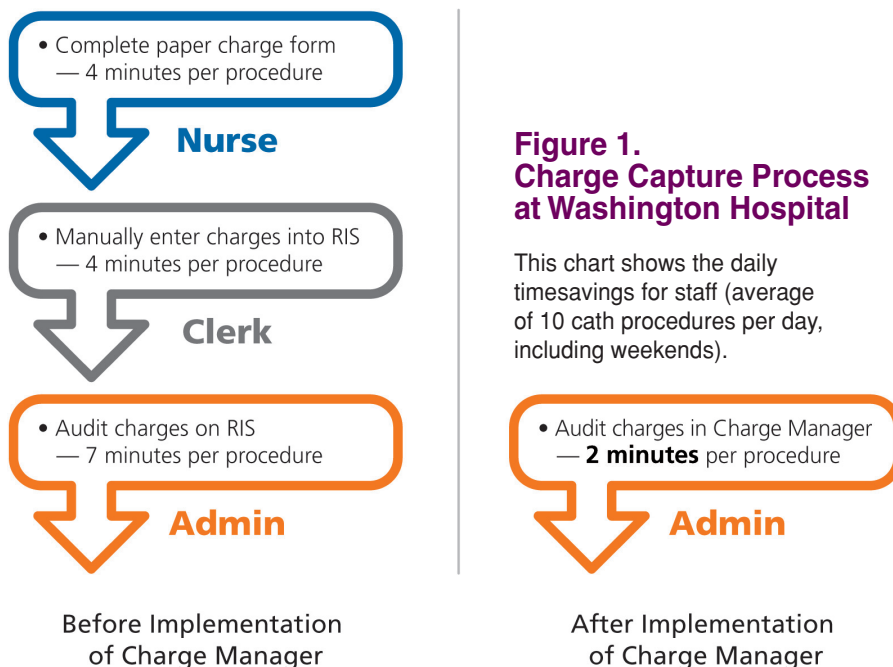 • Complete paper charge form
— 4 minutes per procedure
Nurse
• Manually enter charges into RIS
— 4 minutes per procedure
Clerk
• Audit charges on RIS
— 7 minutes per procedure
Admin
Before Implementation
of Charge Manager
Figure 1.
Charge Capture Process
at Washington Hospital
This chart shows the daily
timesavings for staff (average
of 10 cath procedures per day,
including weekends).
• Audit charges in Charge Manager
— 2 minutes per procedure
Admin
After Implementation
of Charge Manager